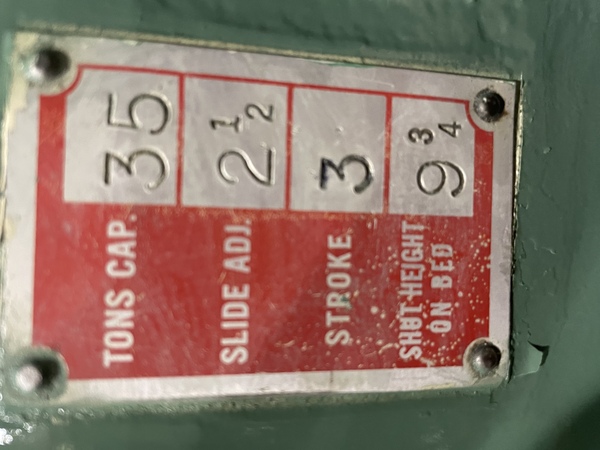 TONS CAP. 35
SLIDE ADJ. 2 1/2
STROKE 3
SHUT HEIGHT
ON BED 9 3/4